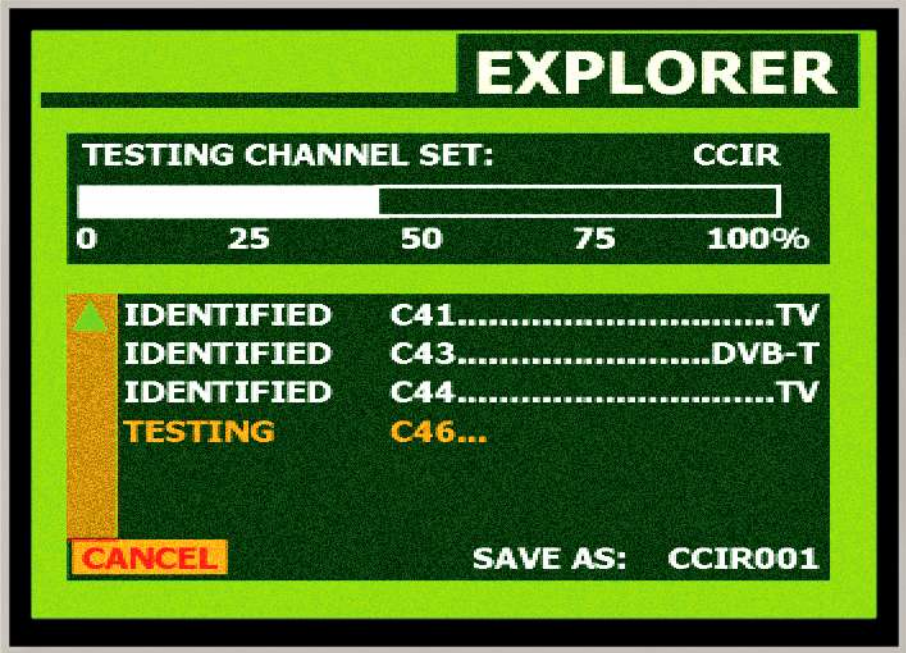 EXPLORER
TESTING CHANNEL SET: CCIR
0 25 50 75 100%
IDENTIFIED C41..............................TV
IDENTIFIED C43........................DVB-T
IDENTIFIED C44..............................TV
TESTING C46...
CANCEL SAVE AS: CCIR001